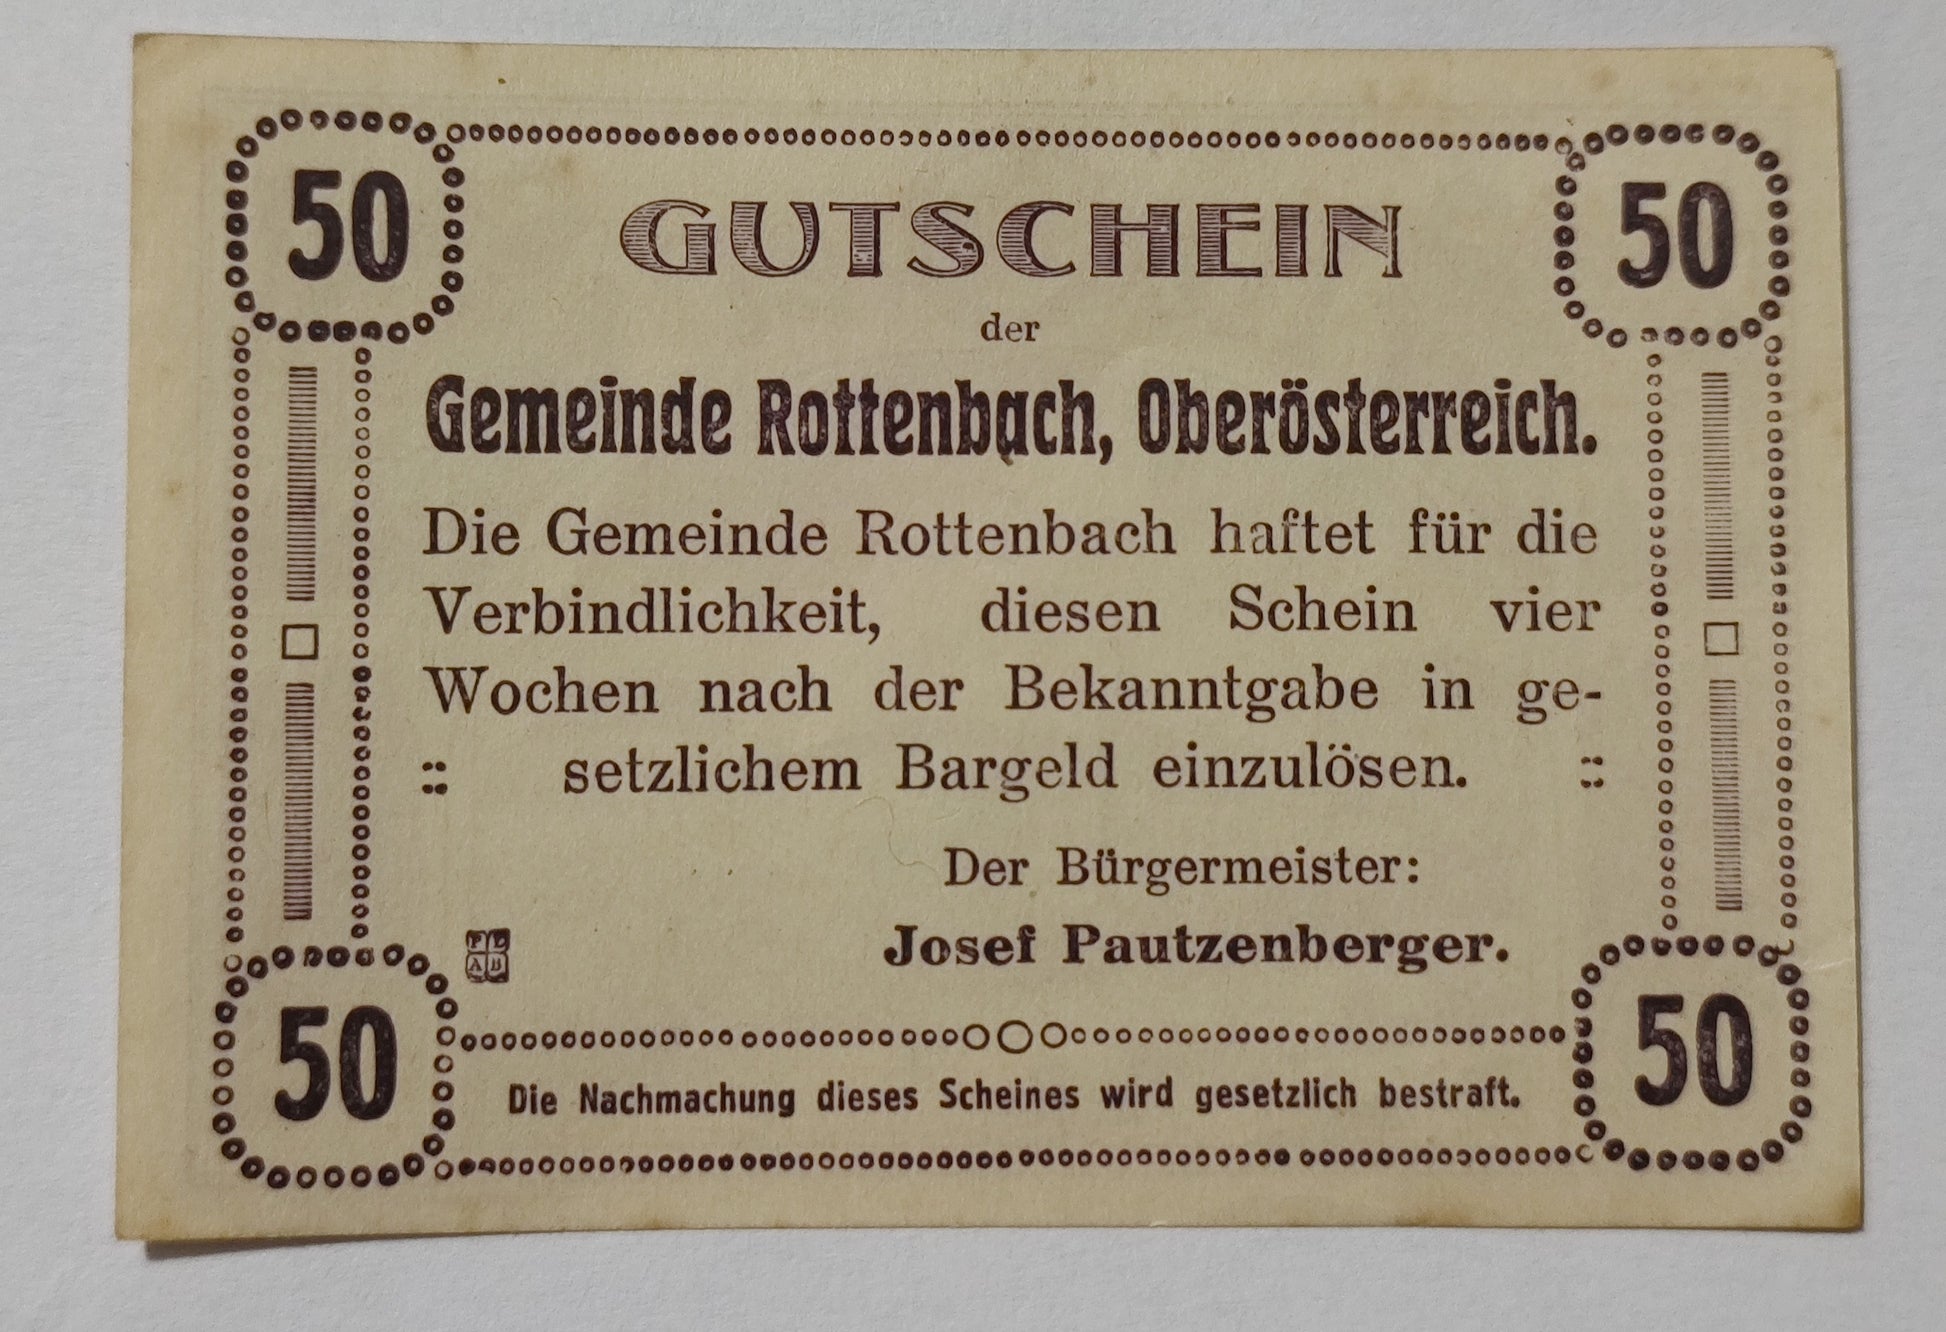 50
50
GUTSCHEIN
der
Gemeinde Rottenbach, Oberösterreich.
Die Gemeinde Rottenbach haftet für die
Verbindlichkeit, diesen Schein vier
Wochen nach der Bekanntgabe in ge-
:: setzlichem Bargeld einzulösen. ::
Der Bürgermeister:
Josef Pautzenberger.
50
50
Die Nachmachung dieses Scheines wird gesetzlich bestraft.